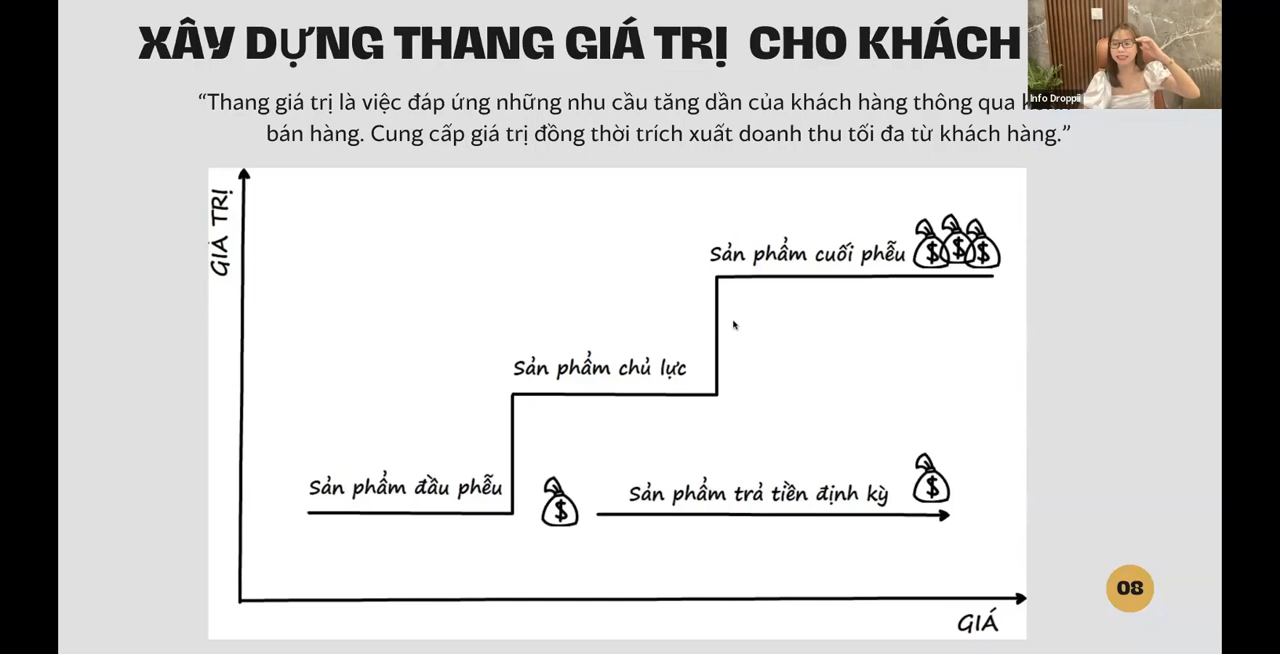 XÂY DỰNG THANG GIÁ TRỊ CHO KHÁCH
Info Droppii
“Thang giá trị là việc đáp ứng những nhu cầu tăng dần của khách hàng thông qua
bán hàng. Cung cấp giá trị đồng thời trích xuất doanh thu tối đa từ khách hàng.”
GIÁ TRỊ
Sản phẩm cuối phễu
Sản phẩm chủ lực
Sản phẩm đầu phễu
Sản phẩm trả tiền định kỳ
08
GIÁ